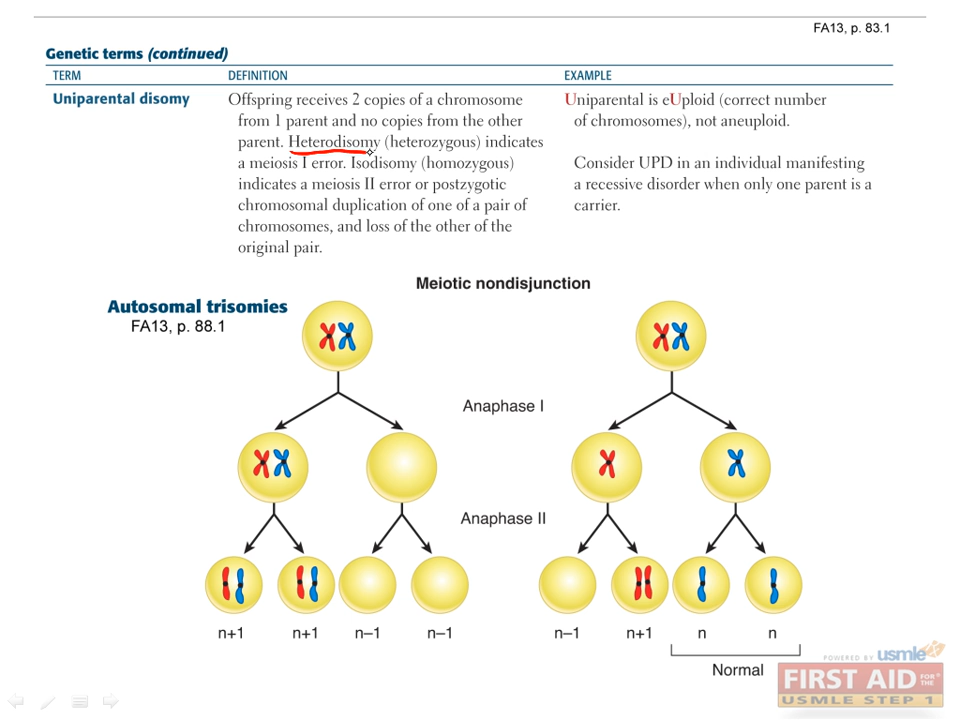 FA13, p. 83.1
Genetic terms (continued)
TERM DEFINITION EXAMPLE
Uniparental disomy
Offspring receives 2 copies of a chromosome
from 1 parent and no copies from the other
parent. Heterodisomy (heterozygous) indicates
a meiosis I error. Isodisomy (homozygous)
indicates a meiosis II error or postzygotic
chromosomal duplication of one of a pair of
chromosomes, and loss of the other of the
original pair.
Uniparental is eUploid (correct number
of chromosomes), not aneuploid.
Consider UPD in an individual manifesting
a recessive disorder when only one parent is a
carrier.
Meiotic nondisjunction
Autosomal trisomies
FA13, p. 88.1
Anaphase I
Anaphase II
n+1 n+1 n–1 n–1 n–1 n+1 n n
Normal
POWERED BY usmle
FIRST AID FOR THE
USMLE STEP 1